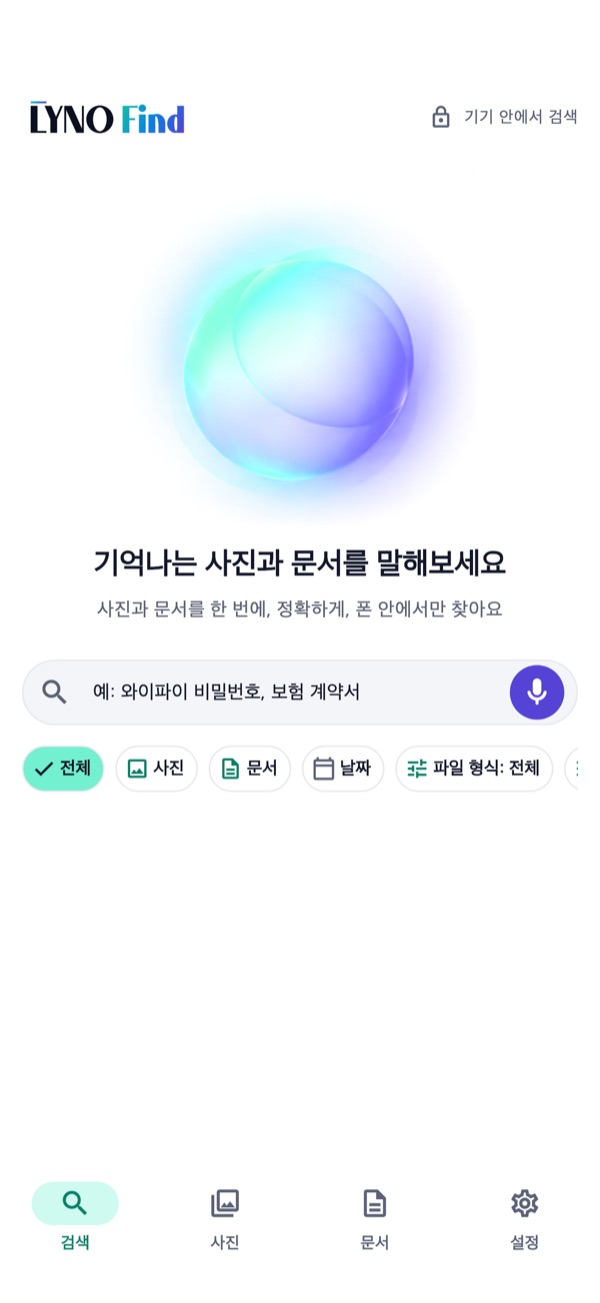 LYNO Find
기기 안에서 검색
기억나는 사진과 문서를 말해보세요
사진과 문서를 한 번에, 정확하게, 폰 안에서만 찾아요
예: 와이파이 비밀번호, 보험 계약서
전체 사진 문서 날짜 파일 형식: 전체
검색 사진 문서 설정